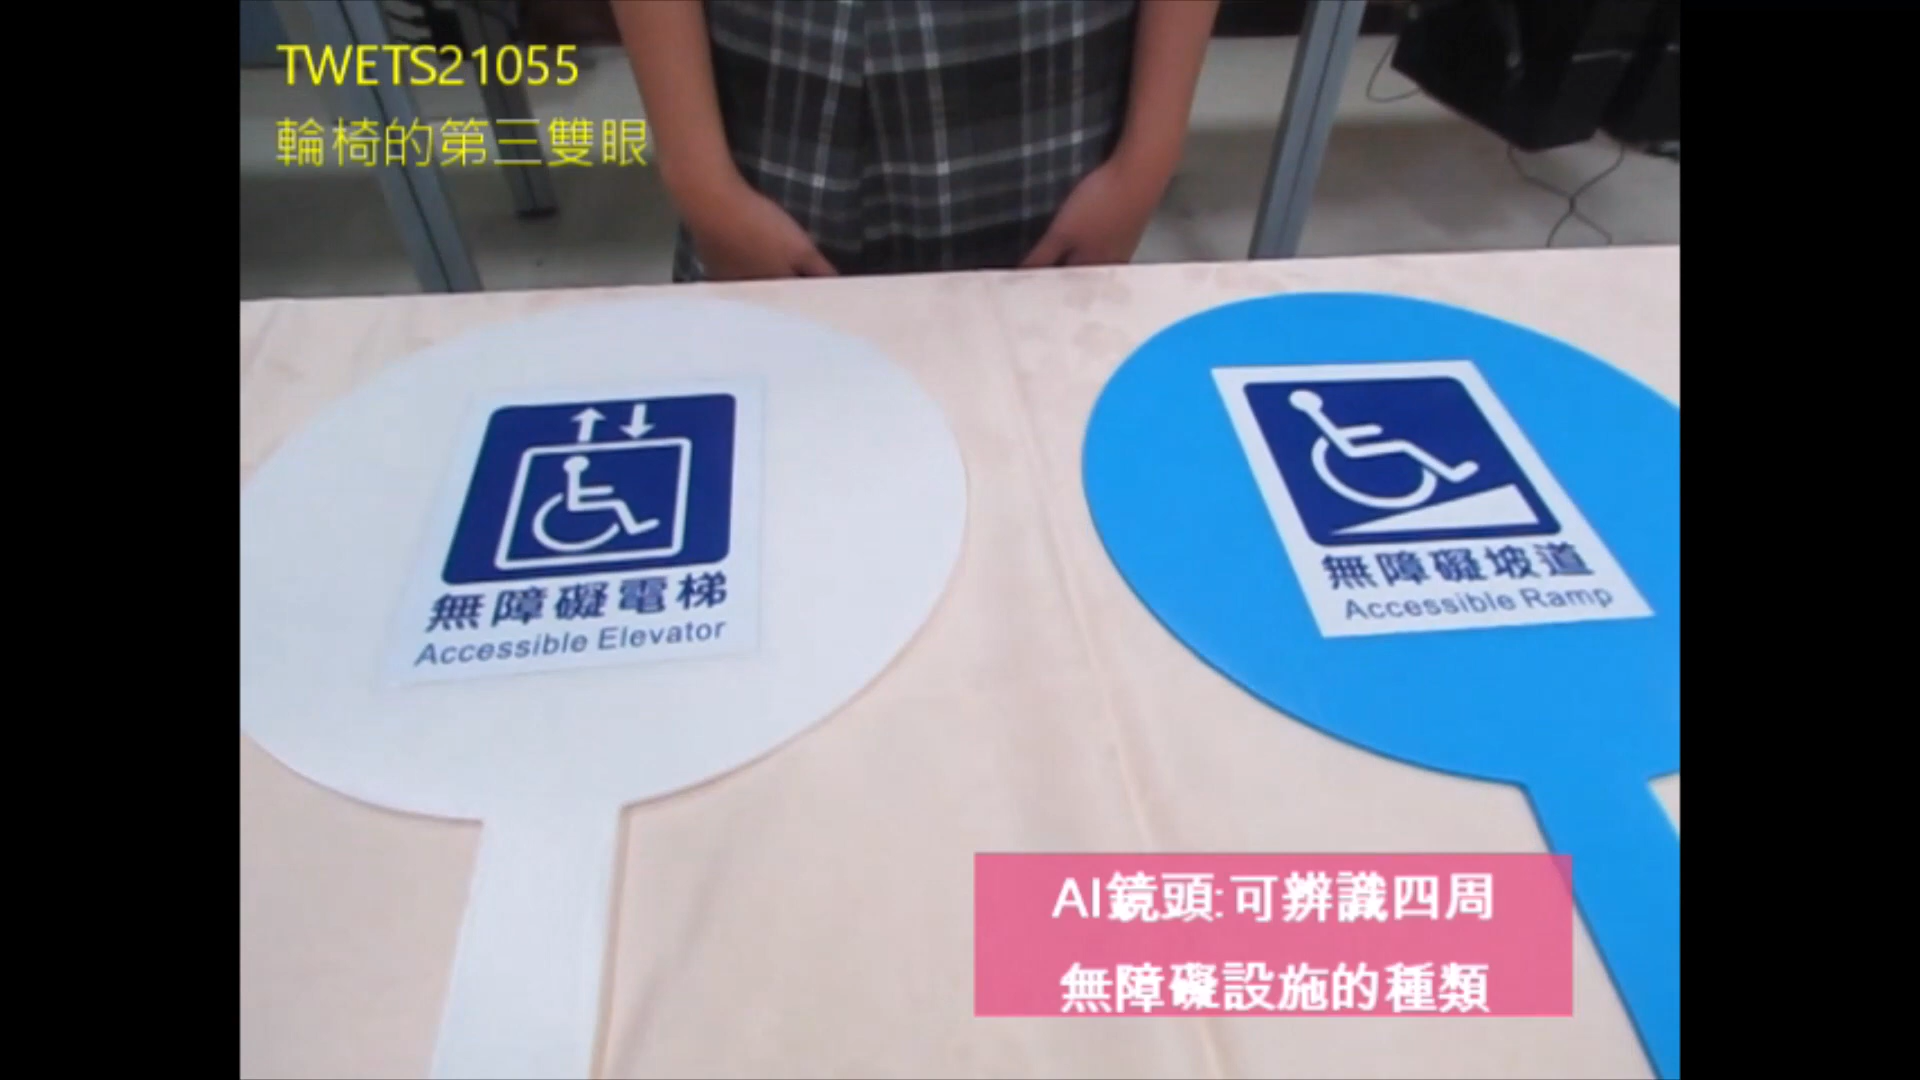 TWETS21055
輪椅的第三雙眼
無障礙電梯
Accessible Elevator
無障礙坡道
Accessible Ramp
AI鏡頭:可辨識四周
無障礙設施的種類